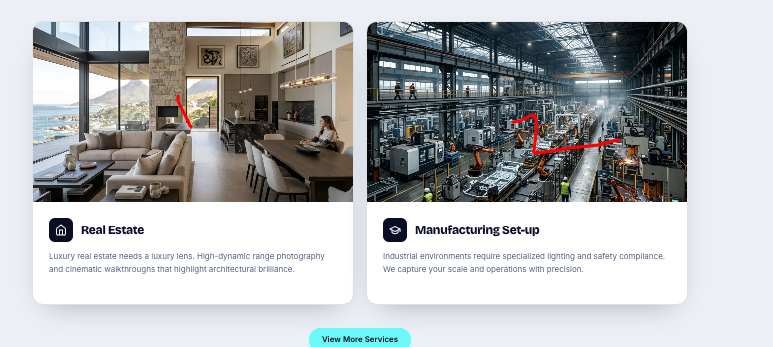 Real Estate
Luxury real estate needs a luxury lens. High-dynamic range photography
and cinematic walkthroughs that highlight architectural brilliance.
Manufacturing Set-up
Industrial environments require specialized lighting and safety compliance.
We capture your scale and operations with precision.
View More Services